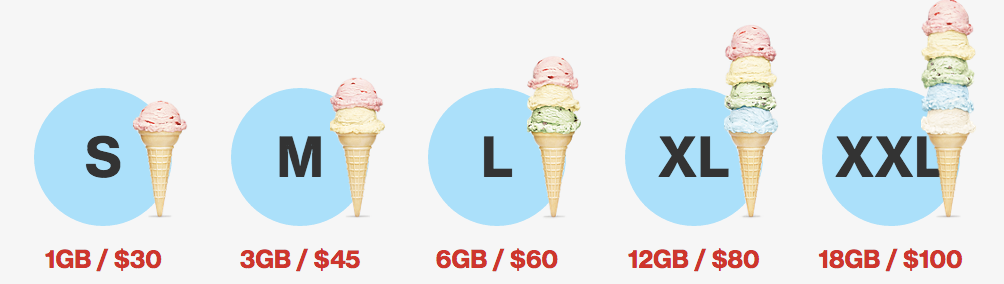 S M L XL XXL
1GB / $30 3GB / $45 6GB / $60 12GB / $80 18GB / $100